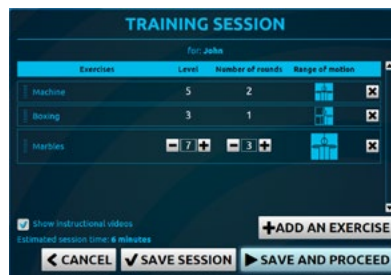 TRAINING SESSION
for: John
Exercises Level Number of rounds Range of motion
Machine 5 2
Boxing 3 1
Marbles 7 3
Show instructional videos
Estimated session time: 6 minutes
ADD AN EXERCISE
CANCEL SAVE SESSION SAVE AND PROCEED